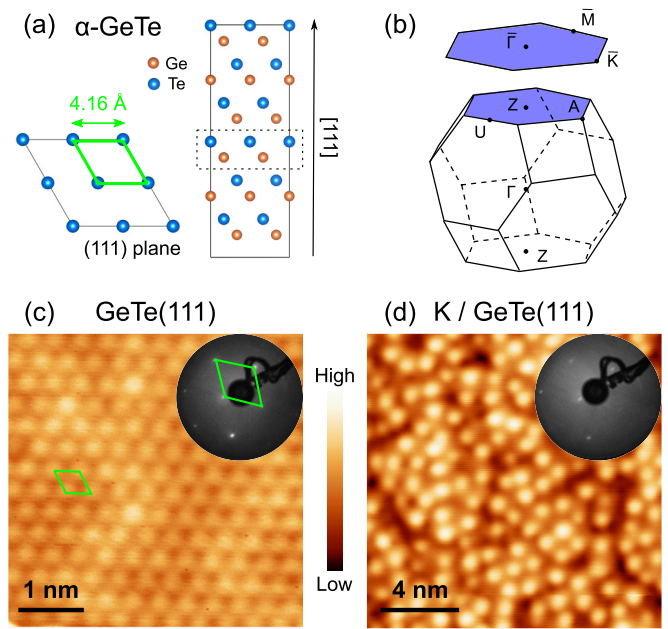 (a) α-GeTe
Ge
Te
4.16 Å
(111) plane
[111]
(b)
M̅
Γ̅
K̅
Z
A
U
Γ
Z
(c) GeTe(111)
1 nm
High
Low
(d) K / GeTe(111)
4 nm